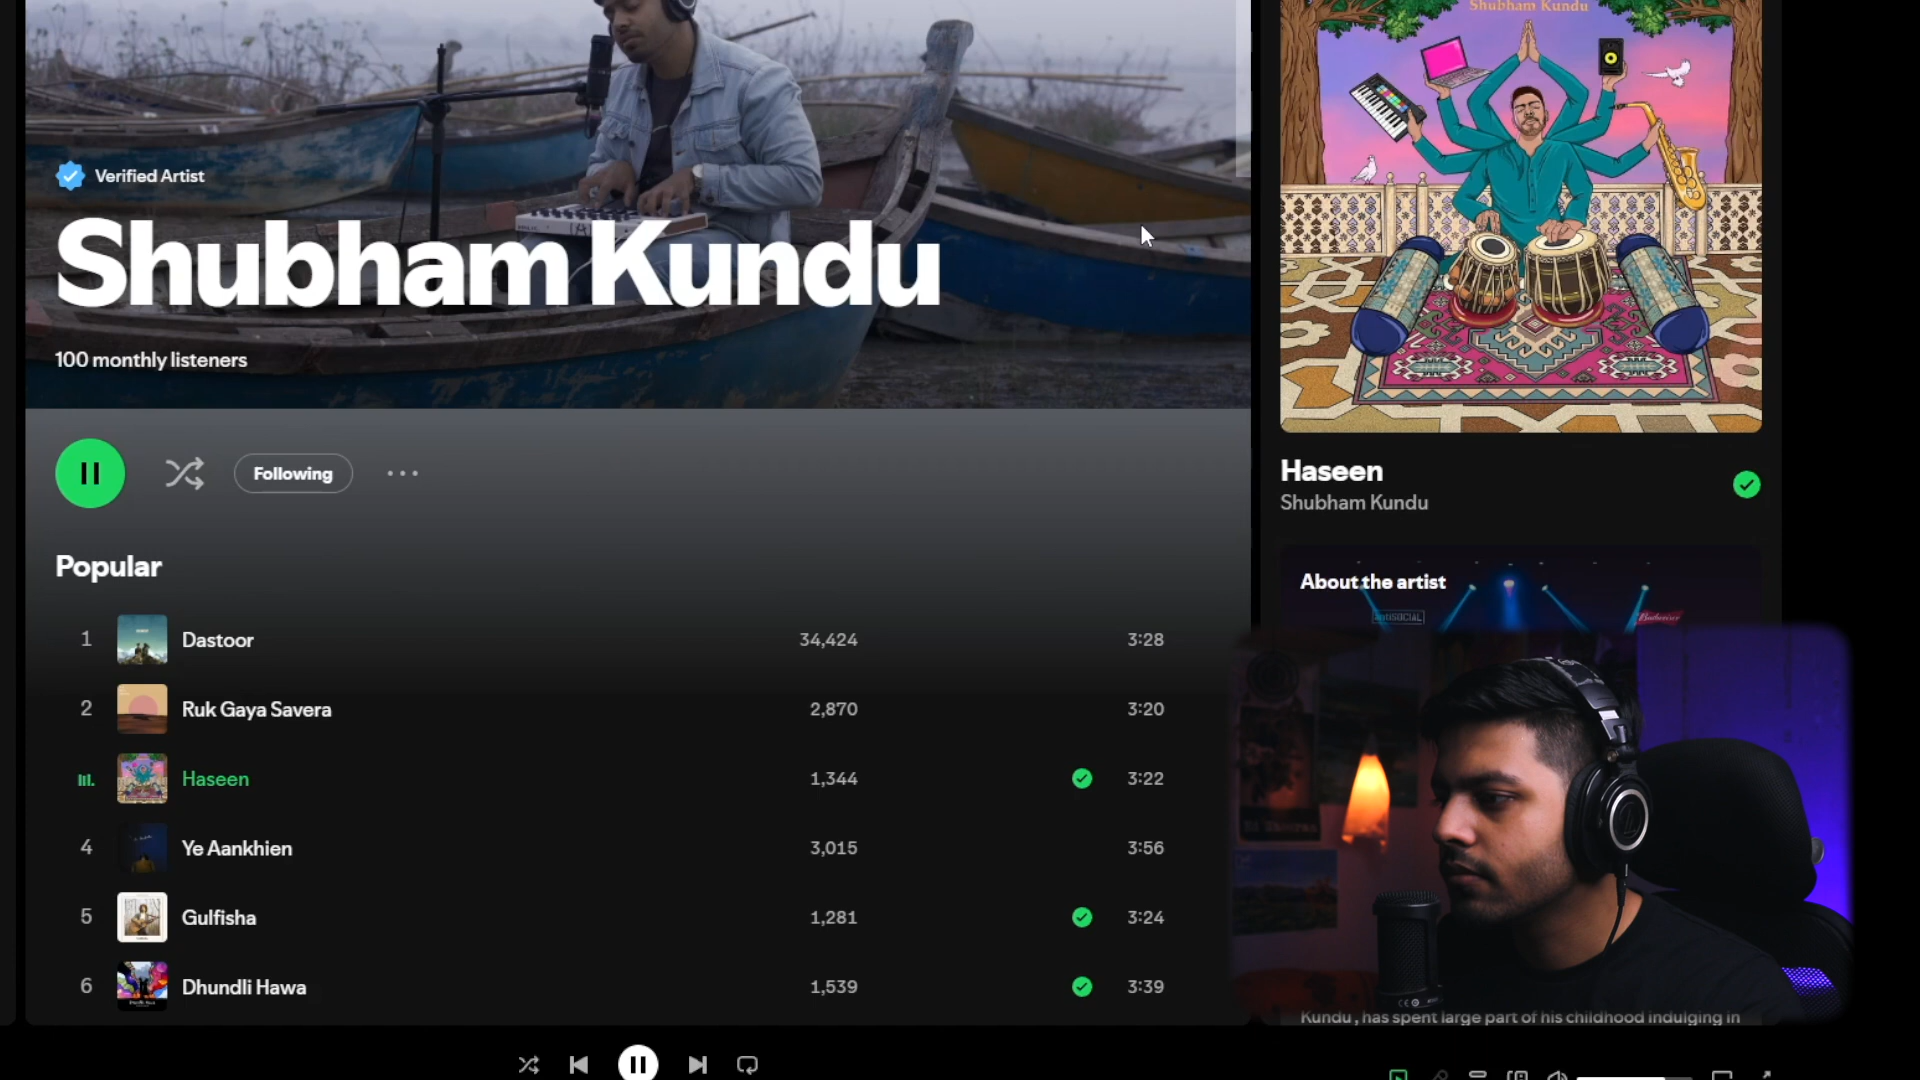 Verified Artist
Shubham Kundu
100 monthly listeners
Following
Popular
1 Dastoor 34,424 3:28
2 Ruk Gaya Savera 2,870 3:20
Haseen 1,344 3:22
4 Ye Aankhien 3,015 3:56
5 Gulfisha 1,281 3:24
6 Dhundli Hawa 1,539 3:39
Shubham Kundu
Haseen
Shubham Kundu
About the artist
antiSOCIAL
Budweiser
Kundu', has spent large part of his childhood indulging in